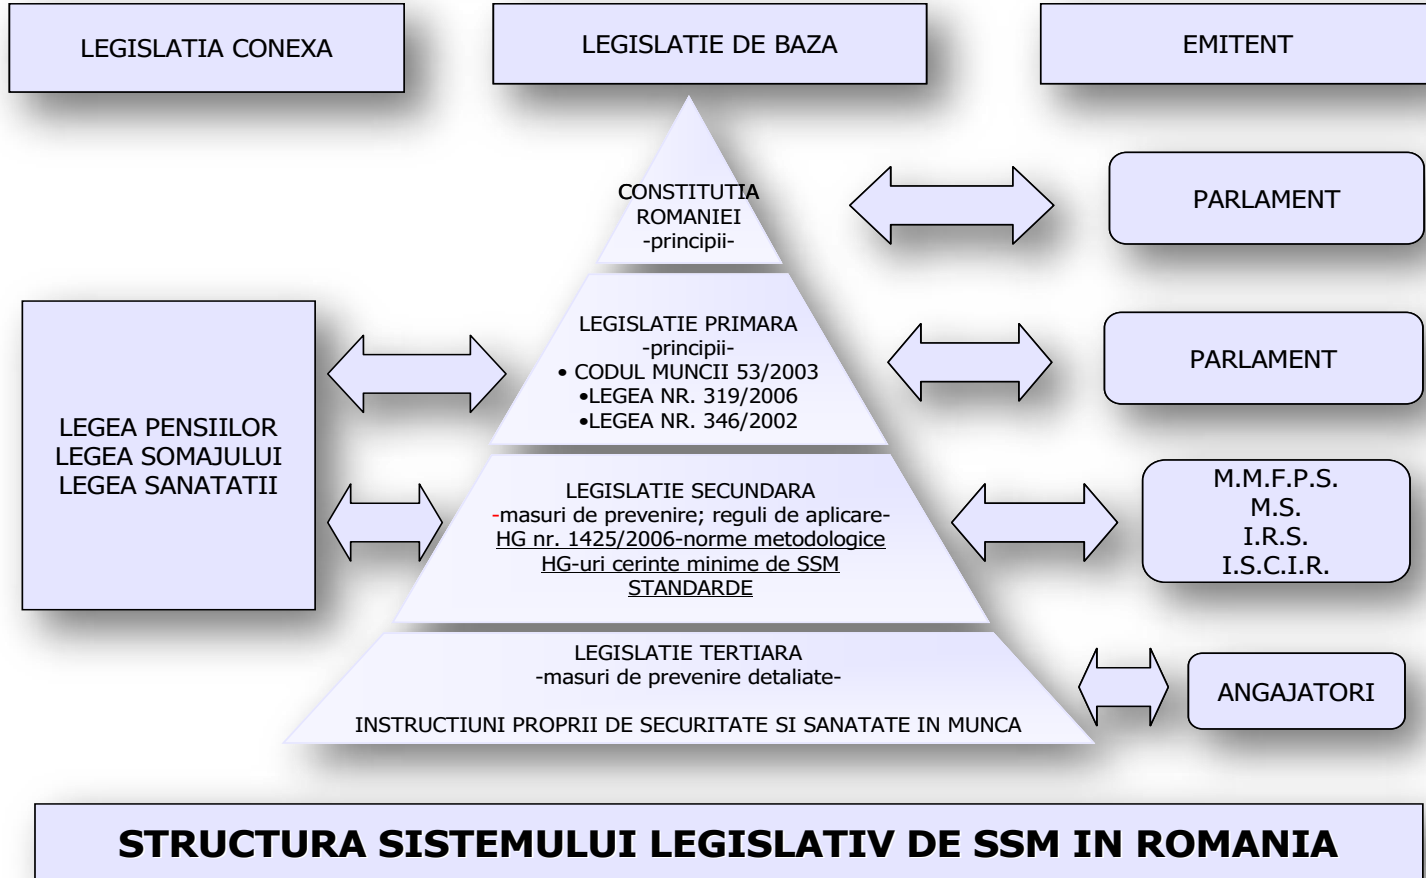 LEGISLATIA CONEXA
LEGISLATIE DE BAZA
EMITENT
CONSTITUTIA
ROMANIEI
-principii-
PARLAMENT
LEGISLATIE PRIMARA
-principii-
• CODUL MUNCII 53/2003
•LEGEA NR. 319/2006
•LEGEA NR. 346/2002
PARLAMENT
LEGEA PENSIILOR
LEGEA SOMAJULUI
LEGEA SANATATII
LEGISLATIE SECUNDARA
-masuri de prevenire; reguli de aplicare-
HG nr. 1425/2006-norme metodologice
HG-uri cerinte minime de SSM
STANDARDE
M.M.F.P.S.
M.S.
I.R.S.
I.S.C.I.R.
LEGISLATIE TERTIARA
-masuri de prevenire detaliate-
INSTRUCTIUNI PROPRII DE SECURITATE SI SANATATE IN MUNCA
ANGAJATORI
STRUCTURA SISTEMULUI LEGISLATIV DE SSM IN ROMANIA